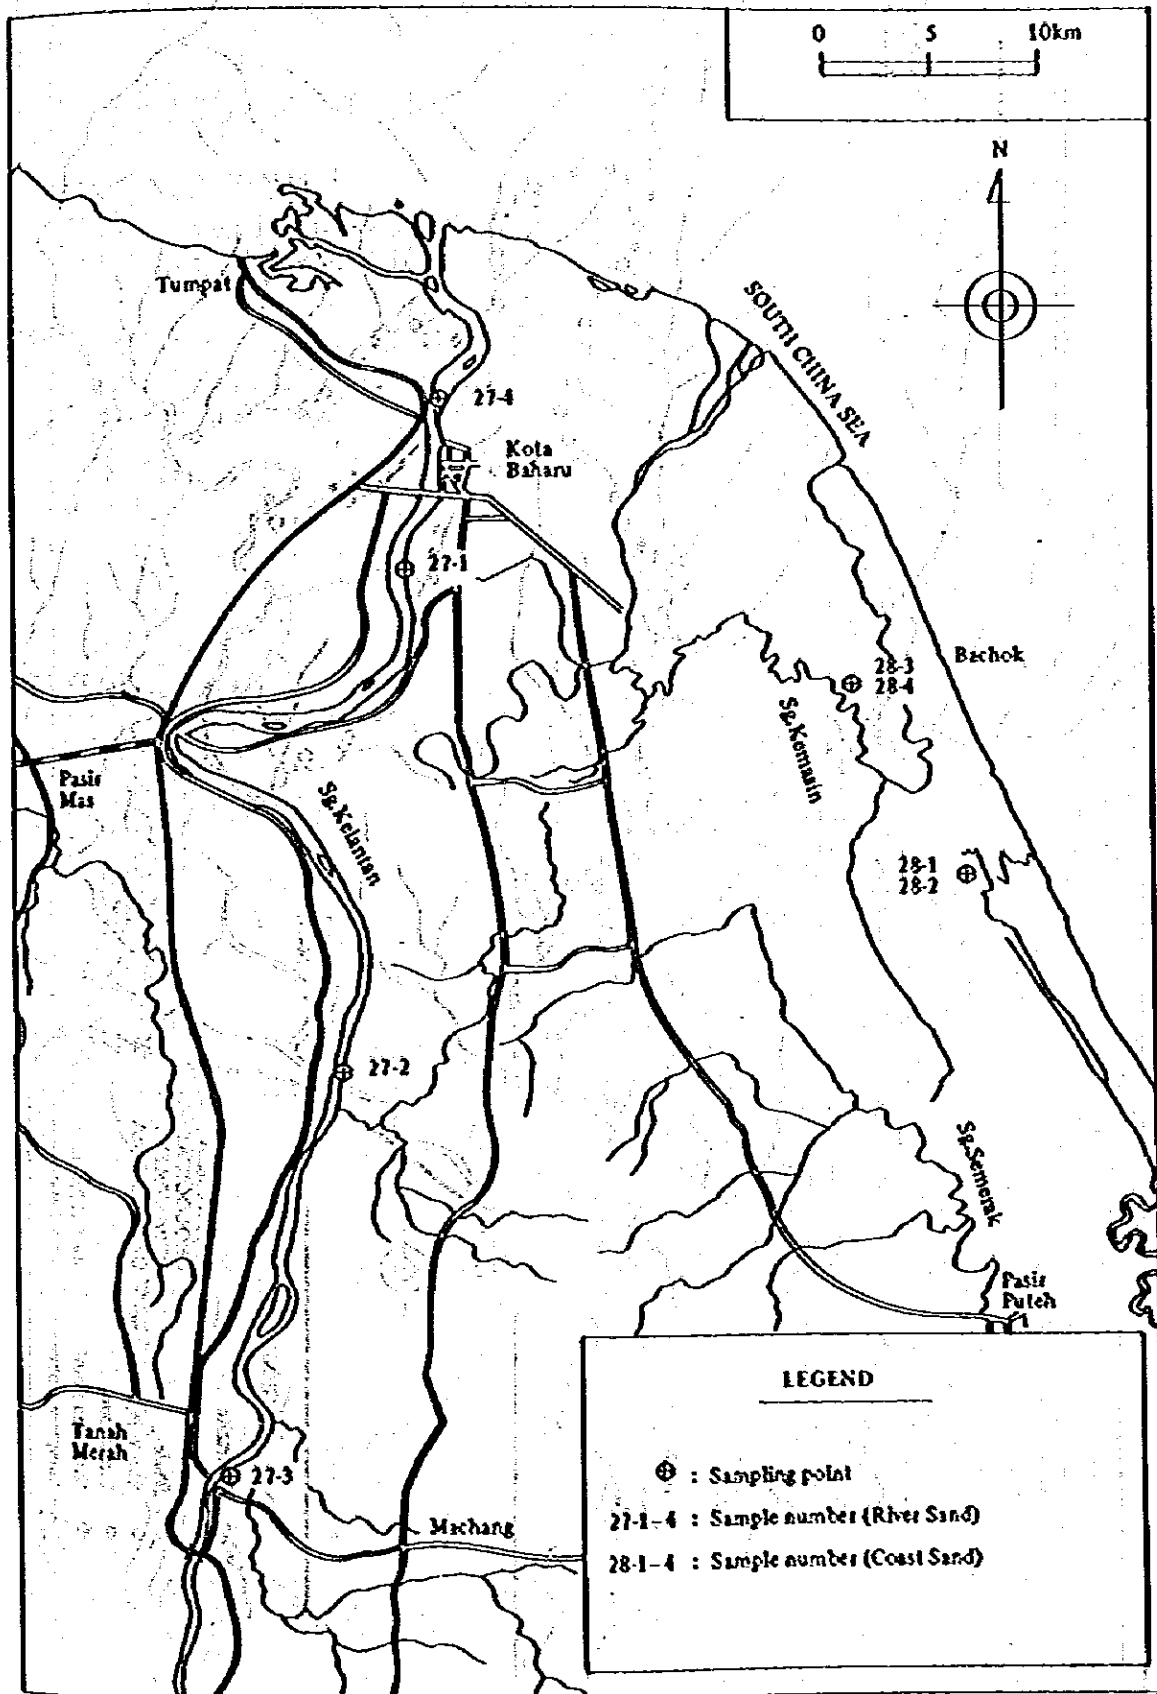 0 5 10km
N
Tumpat
SOUTH CHINA SEA
27-4
Kota
Baharu
27-1
Bachok
28-3
28-4
Sg.Kemasin
Pasir
Mas
Sg.Kelantan
28-1
28-2
27-2
Sg.Semerak
Pasir
Puteh
LEGEND
Tanah
Merah
⊕ : Sampling point
27-3
27-1-4 : Sample number (River Sand)
Machang
28-1-4 : Sample number (Coast Sand)